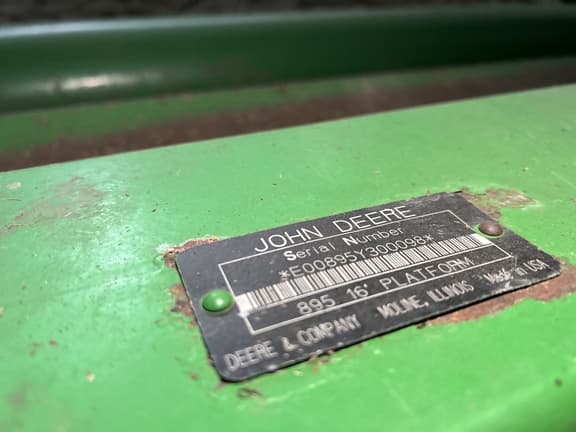 JOHN DEERE
Serial Number
*E00895Y300098*
895 16' PLATFORM
DEERE & COMPANY MOLINE, ILLINOIS Made in USA